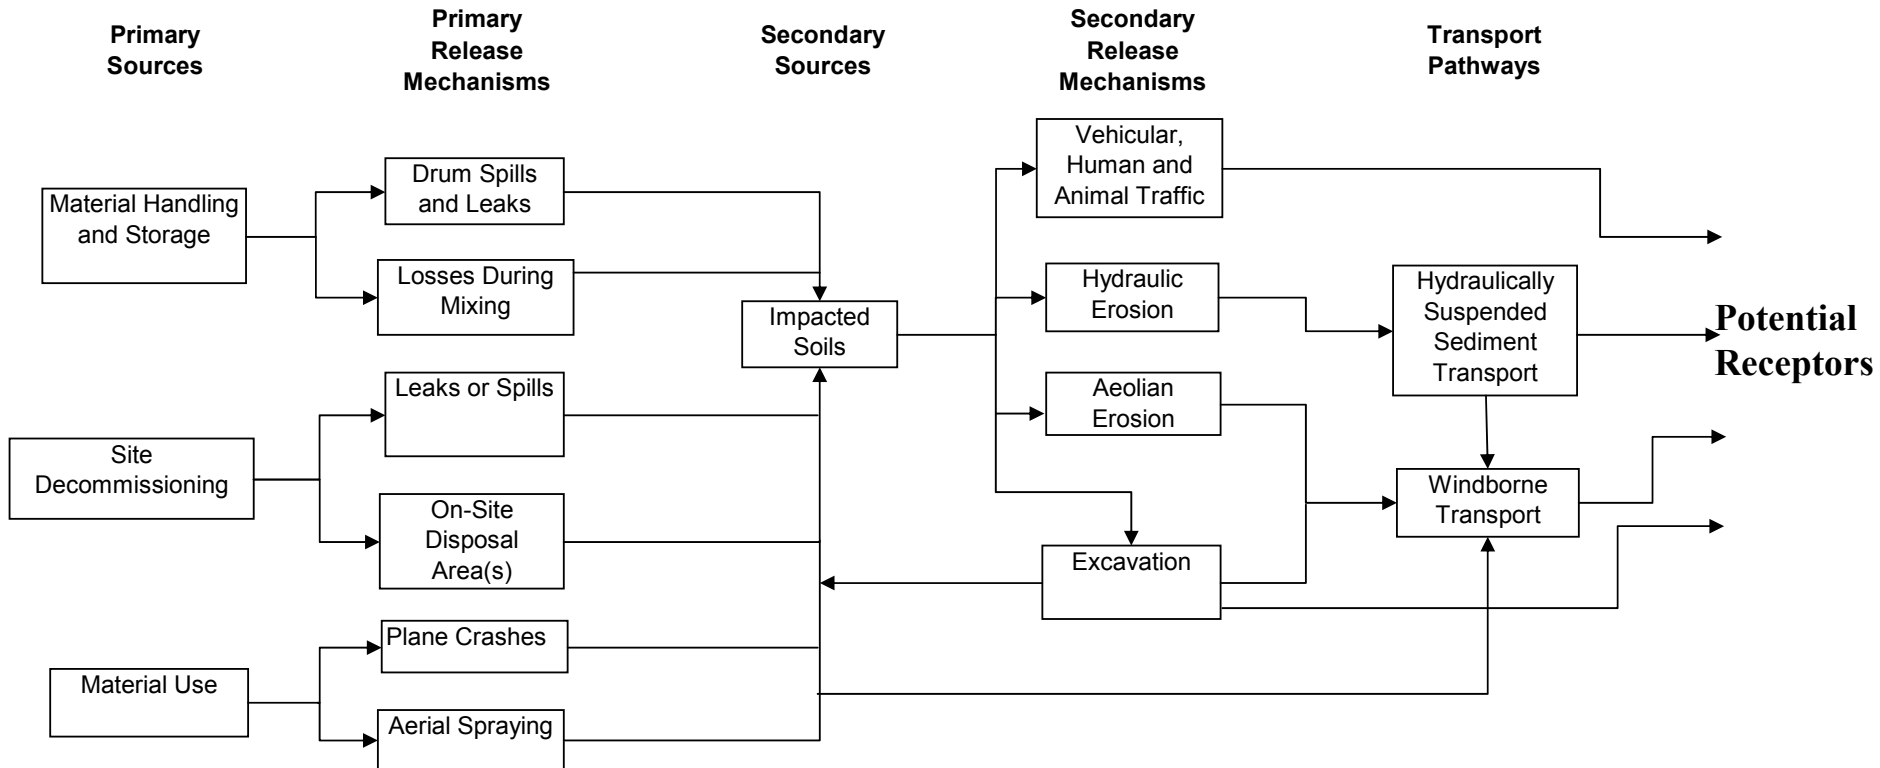 Primary
Sources
Primary
Release
Mechanisms
Secondary
Sources
Secondary
Release
Mechanisms
Transport
Pathways
Material Handling
and Storage
Drum Spills
and Leaks
Losses During
Mixing
Site
Decommissioning
Leaks or Spills
On-Site
Disposal
Area(s)
Material Use
Plane Crashes
Aerial Spraying
Impacted
Soils
Vehicular,
Human and
Animal Traffic
Hydraulic
Erosion
Aeolian
Erosion
Excavation
Hydraulically
Suspended
Sediment
Transport
Windborne
Transport
Potential
Receptors